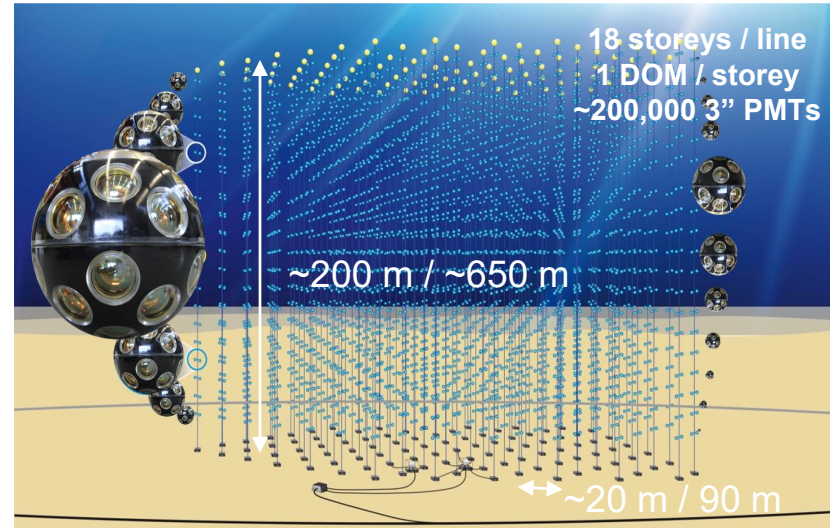 18 storeys / line
1 DOM / storey
~200,000 3” PMTs
~200 m / ~650 m
~20 m / 90 m